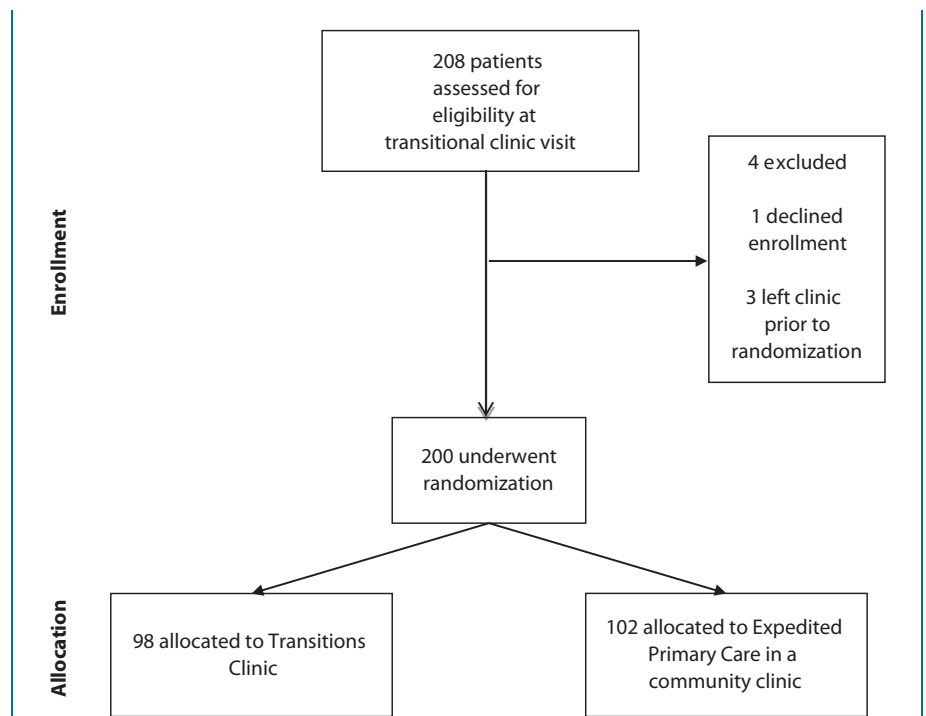 208 patients
assessed for
eligibility at
transitional clinic visit
4 excluded
1 declined
enrollment
3 left clinic
prior to
randomization
Enrollment
200 underwent
randomization
Allocation
98 allocated to Transitions
Clinic
102 allocated to Expedited
Primary Care in a
community clinic